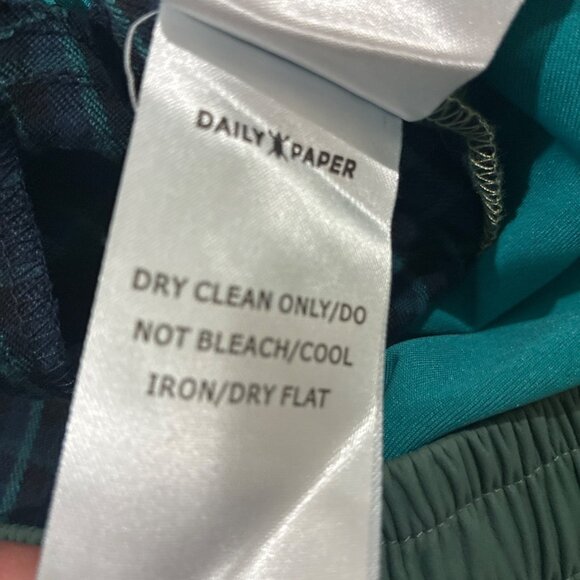 DAILY PAPER
DRY CLEAN ONLY/DO
NOT BLEACH/COOL
IRON/DRY FLAT